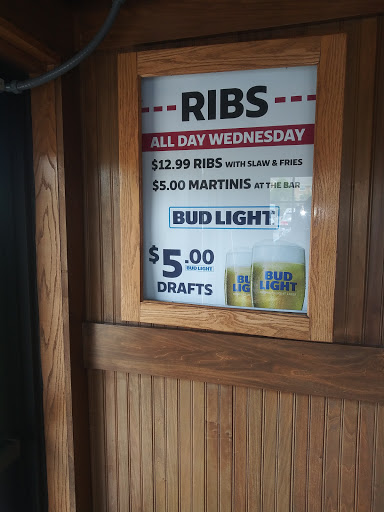 RIBS
ALL DAY WEDNESDAY
$12.99 RIBS WITH SLAW & FRIES
$5.00 MARTINIS AT THE BAR
BUD LIGHT
$5.00
BUD LIGHT
DRAFTS
BUD
LIGHT
BUD
LIGHT